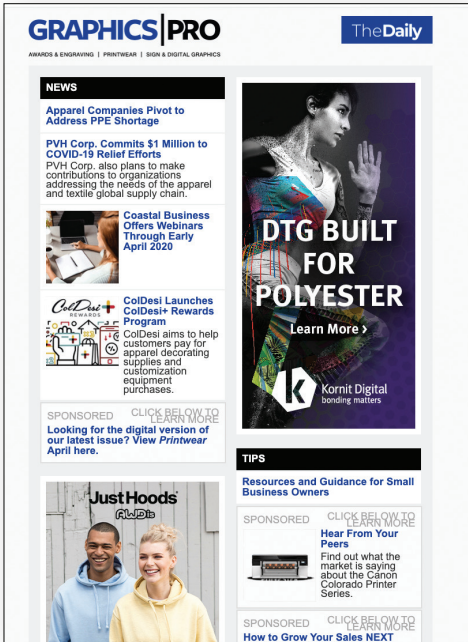 GRAPHICS|PRO
AWARDS & ENGRAVING | PRINTWEAR | SIGN & DIGITAL GRAPHICS
TheDaily
NEWS
Apparel Companies Pivot to
Address PPE Shortage
PVH Corp. Commits $1 Million to
COVID-19 Relief Efforts
PVH Corp. also plans to make
contributions to organizations
addressing the needs of the apparel
and textile global supply chain.
Coastal Business
Offers Webinars
Through Early
April 2020
ColDesi+
REWARDS
ColDesi Launches
ColDesi+ Rewards
Program
ColDesi aims to help
customers pay for
apparel decorating
supplies and
customization
equipment
purchases.
SPONSORED
CLICK BELOW TO
LEARN MORE
Looking for the digital version of
our latest issue? View Printwear
April here.
Just Hoods
AWDis
DTG BUILT
FOR
POLYESTER
Learn More ›
K
Kornit Digital
bonding matters
TIPS
Resources and Guidance for Small
Business Owners
SPONSORED
CLICK BELOW TO
LEARN MORE
Hear From Your
Peers
Find out what the
market is saying
about the Canon
Colorado Printer
Series.
SPONSORED
CLICK BELOW TO
LEARN MORE
How to Grow Your Sales NEXT